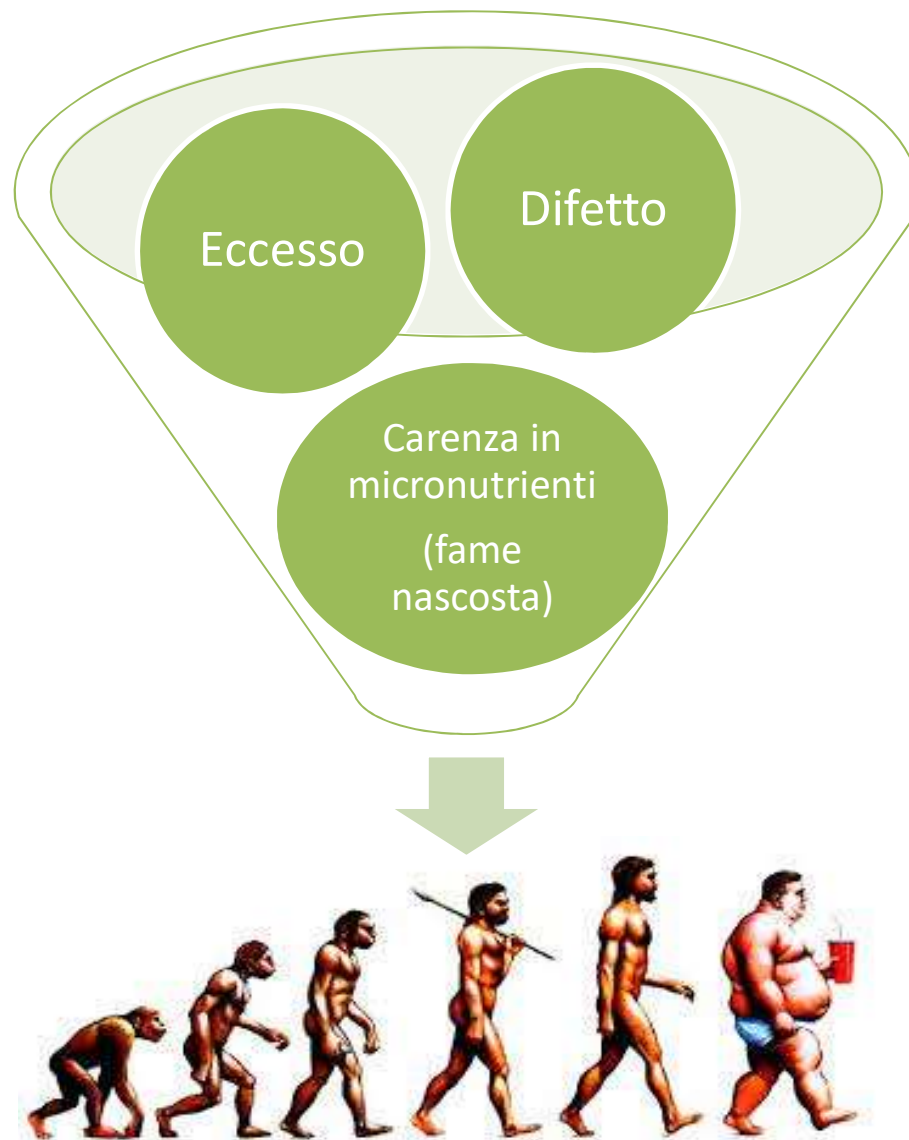 Eccesso
Difetto
Carenza in
micronutrienti
(fame
nascosta)